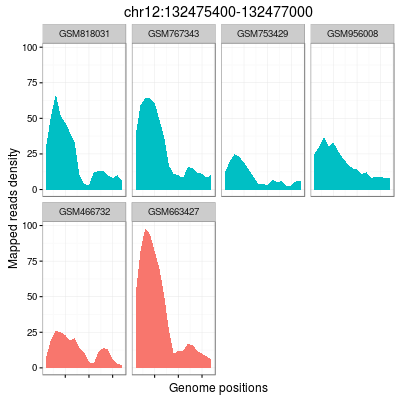 chr12:132475400-132477000
GSM818031 GSM767343 GSM753429 GSM956008
100
75
50
25
0
GSM466732 GSM663427
100
75
50
25
0
Mapped reads density
Genome positions